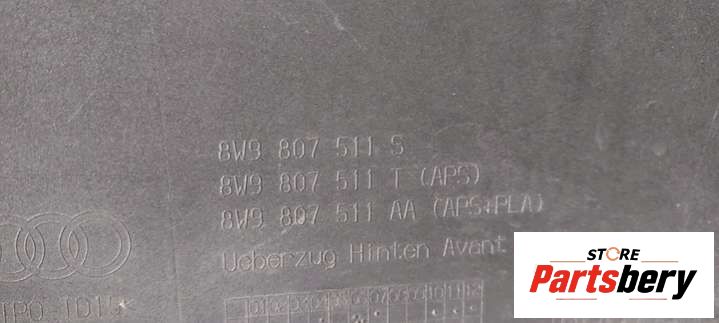 8W9 807 511 S
8W9 807 511 T (APS)
8W9 807 511 AA (APS+PLA)
Ueberzug Hinten Avant
STORE
Partsbery